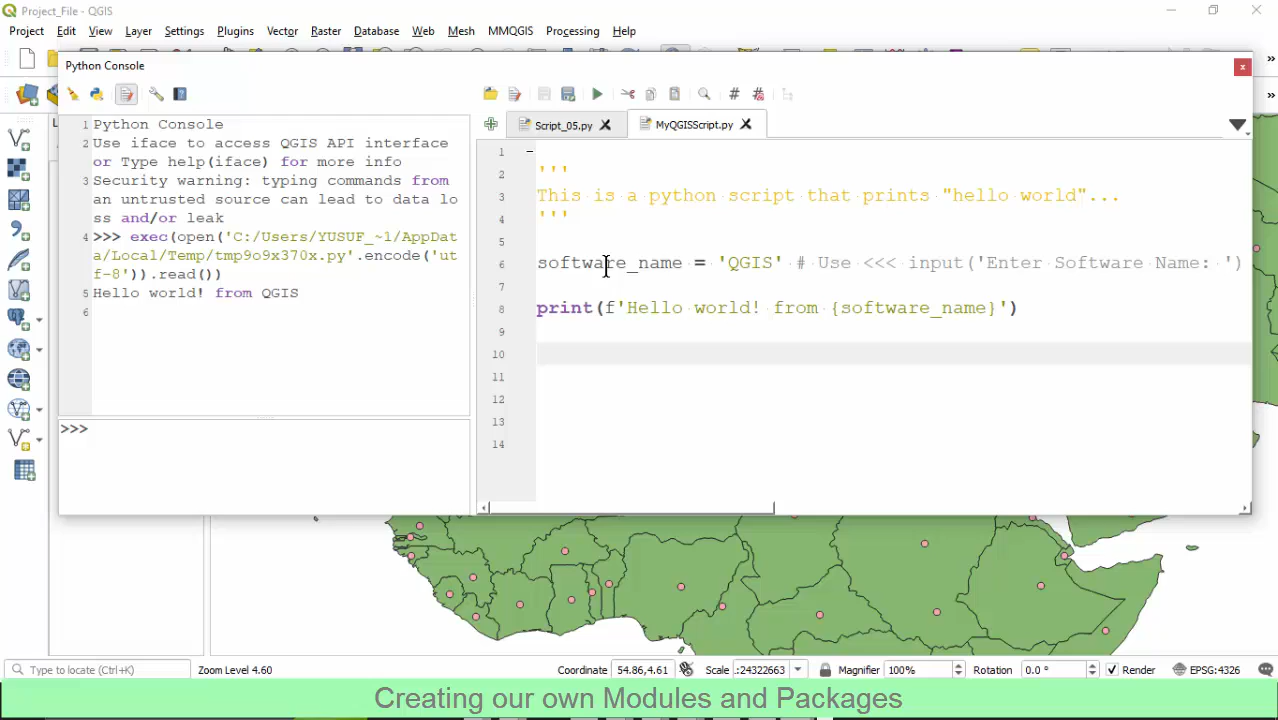 Project_File - QGIS
Project Edit View Layer Settings Plugins Vector Raster Database Web Mesh MMQGIS Processing Help
Python Console
Script_05.py MyQGISScript.py
1 Python Console
2 Use iface to access QGIS API interface
or Type help(iface) for more info
3 Security warning: typing commands from
an untrusted source can lead to data lo
ss and/or leak
4 >>> exec(open('C:/Users/YUSUF_~1/AppDat
a/Local/Temp/tmp9o9x370x.py'.encode('ut
f-8')).read())
5 Hello world! from QGIS
6
>>>
1
2 '''
3 This is a python script that prints "hello world"...
4 '''
5
6 software_name = 'QGIS' # Use <<< input('Enter Software Name: ')
7
8 print(f'Hello world! from {software_name}')
9
10
11
12
13
14
Type to locate (Ctrl+K) Zoom Level 4.60 Coordinate 54.86,4.61 Scale :24322663 Magnifier 100% Rotation 0.0 ° Render EPSG:4326
Creating our own Modules and Packages